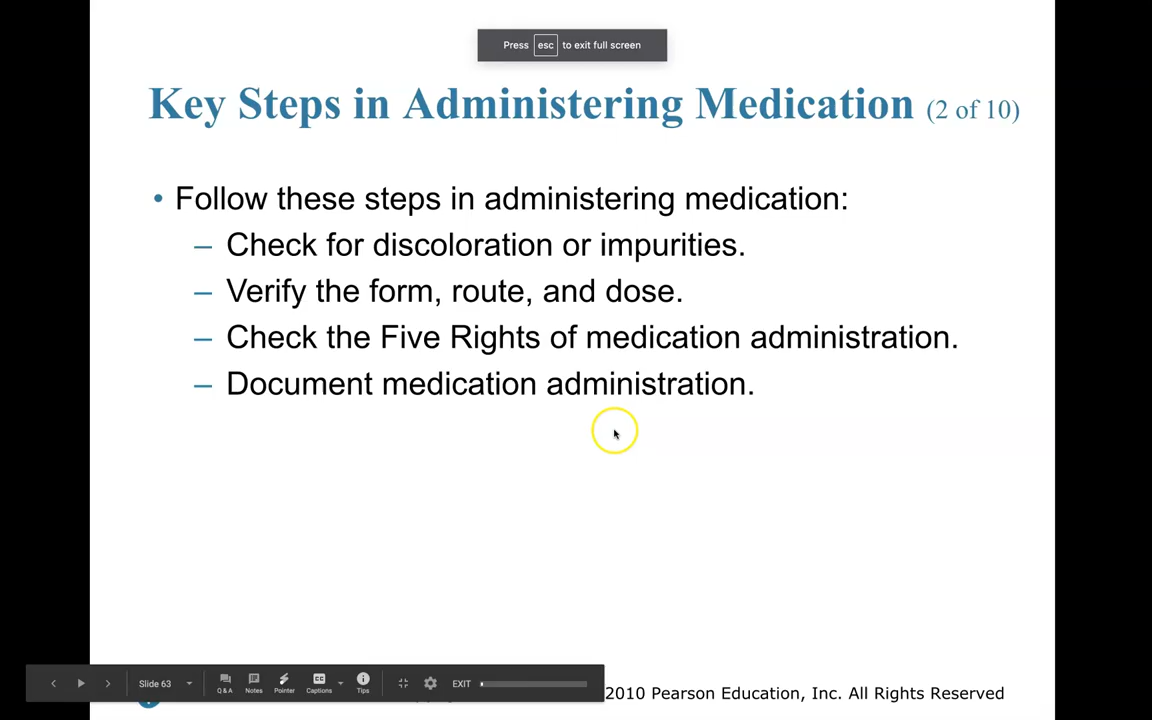 Press esc to exit full screen
Key Steps in Administering Medication (2 of 10)
• Follow these steps in administering medication:
– Check for discoloration or impurities.
– Verify the form, route, and dose.
– Check the Five Rights of medication administration.
– Document medication administration.
Slide 63
Q & A
Notes
Pointer
CC
Captions
Tips
EXIT
2010 Pearson Education, Inc. All Rights Reserved